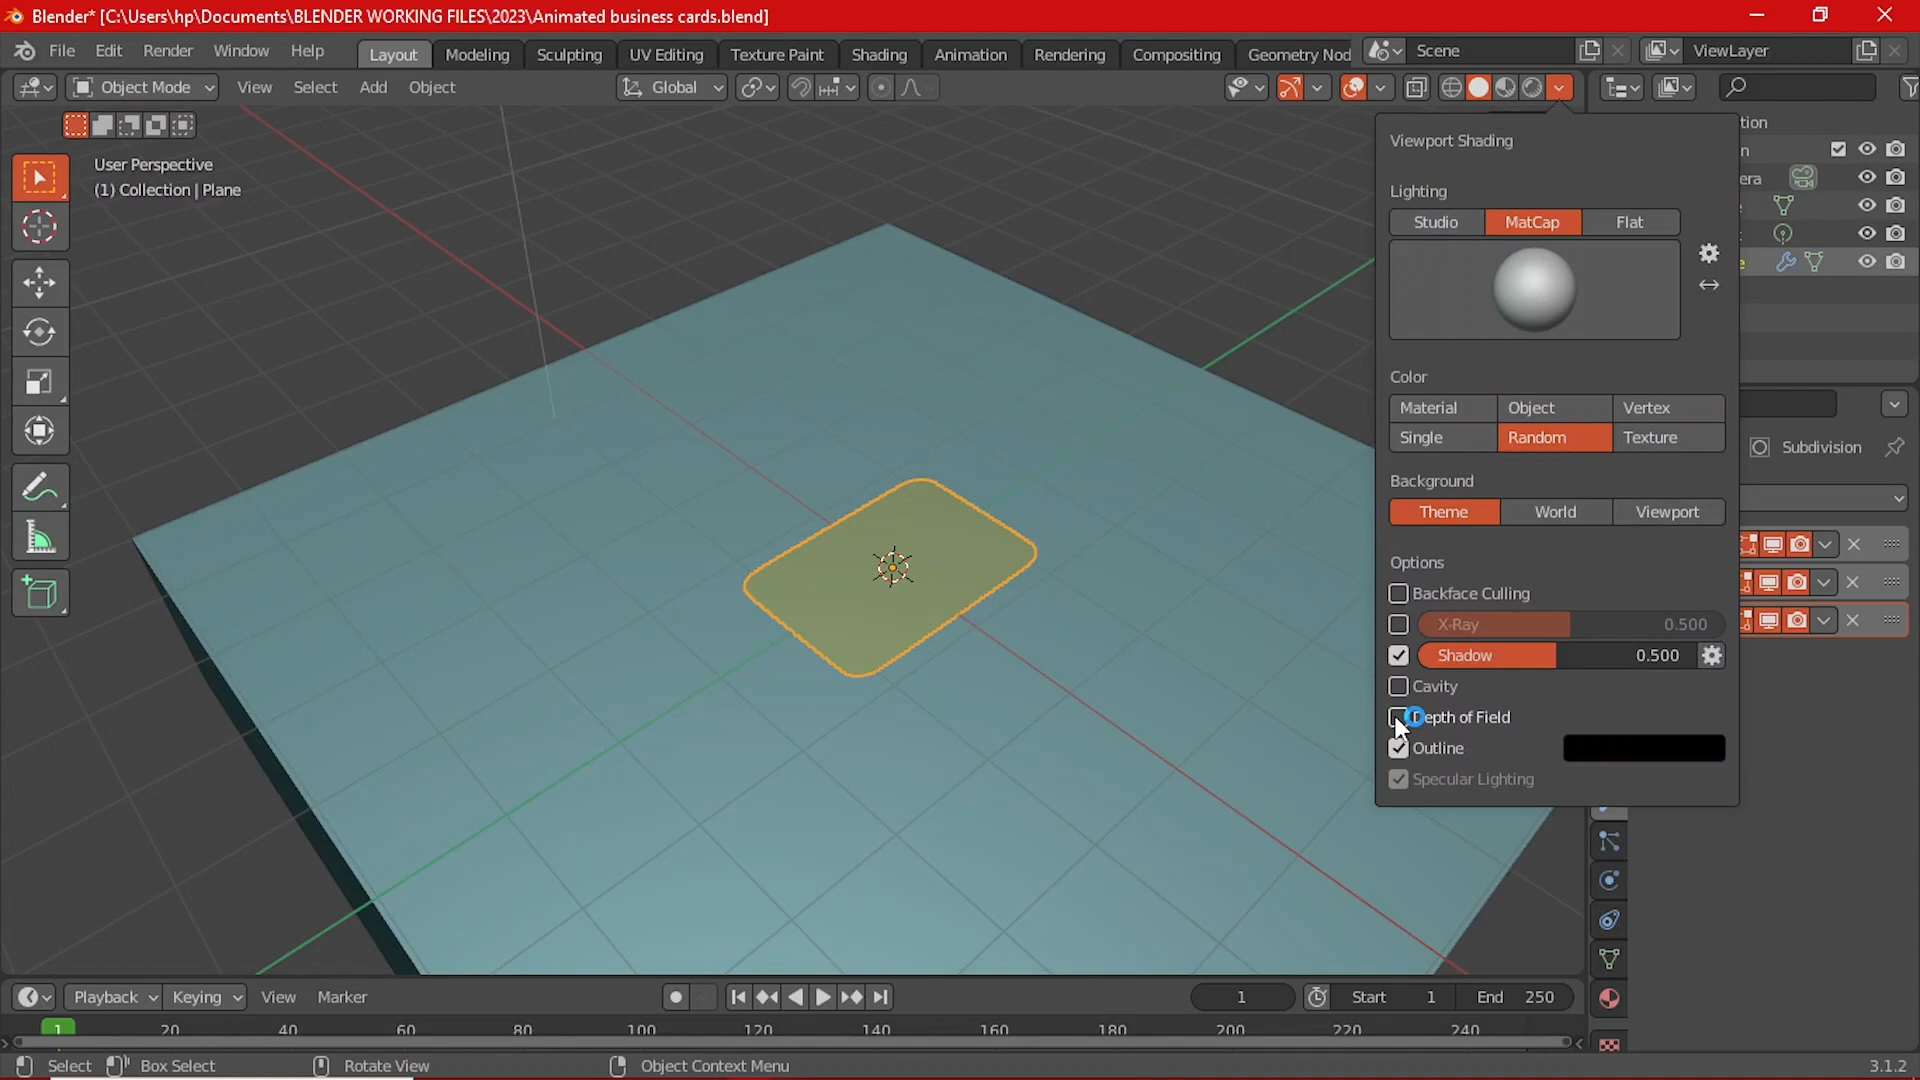 Blender* [C:\Users\hp\Documents\BLENDER WORKING FILES\2023\Animated business cards.blend]
File Edit Render Window Help Layout Modeling Sculpting UV Editing Texture Paint Shading Animation Rendering Compositing Geometry Nod Scene ViewLayer
Object Mode View Select Add Object Global
User Perspective
(1) Collection | Plane
Viewport Shading
Lighting
Studio MatCap Flat
Color
Material Object Vertex
Single Random Texture
Background
Theme World Viewport
Options
Backface Culling
X-Ray 0.500
Shadow 0.500
Cavity
Depth of Field
Outline
Specular Lighting
tion
n
era
e
Subdivision
Playback Keying View Marker 1 Start 1 End 250
1 20 40 60 80 100 120 140 160 180 200 220 240
Select Box Select Rotate View Object Context Menu 3.1.2